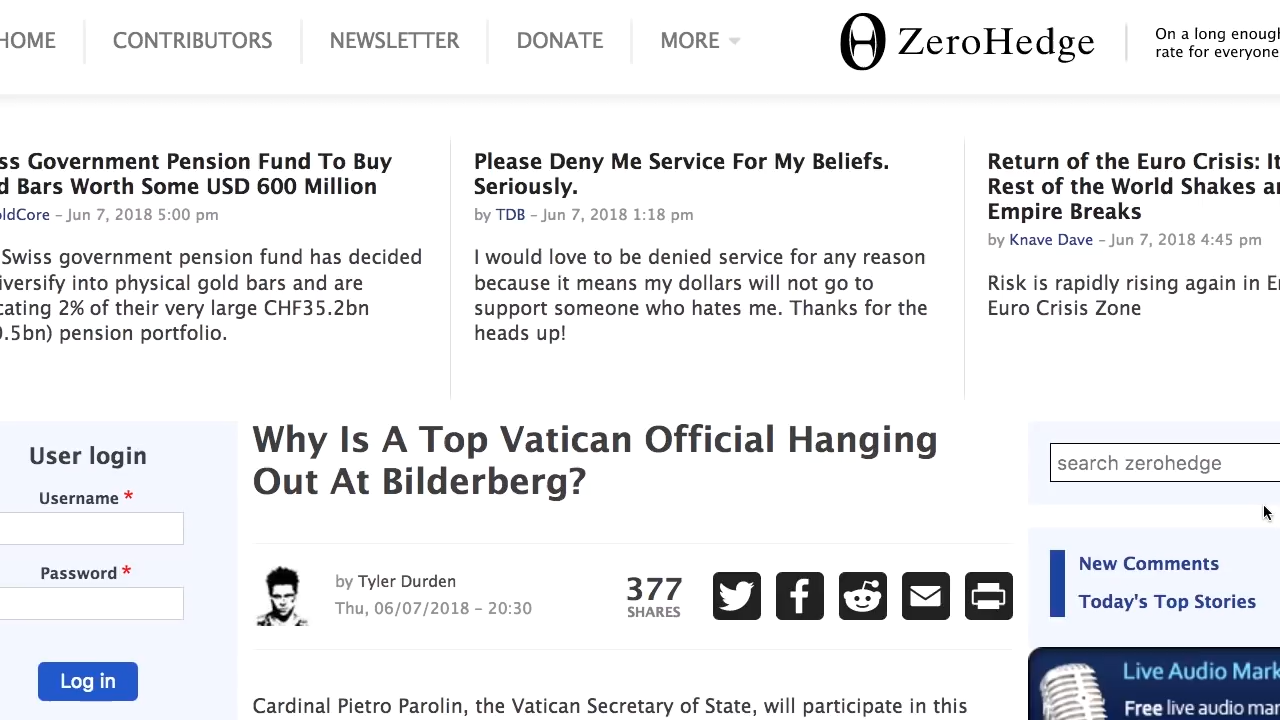 HOME
CONTRIBUTORS
NEWSLETTER
DONATE
MORE
ZeroHedge
On a long enough
rate for everyone
ss Government Pension Fund To Buy
d Bars Worth Some USD 600 Million
oldCore – Jun 7, 2018 5:00 pm
Swiss government pension fund has decided
iversify into physical gold bars and are
cating 2% of their very large CHF35.2bn
0.5bn) pension portfolio.
Please Deny Me Service For My Beliefs.
Seriously.
by TDB – Jun 7, 2018 1:18 pm
I would love to be denied service for any reason
because it means my dollars will not go to
support someone who hates me. Thanks for the
heads up!
Return of the Euro Crisis: It
Rest of the World Shakes an
Empire Breaks
by Knave Dave – Jun 7, 2018 4:45 pm
Risk is rapidly rising again in E
Euro Crisis Zone
User login
Username *
Password *
Log in
Why Is A Top Vatican Official Hanging
Out At Bilderberg?
by Tyler Durden
Thu, 06/07/2018 – 20:30
377
SHARES
Cardinal Pietro Parolin, the Vatican Secretary of State, will participate in this
search zerohedge
New Comments
Today's Top Stories
Live Audio Mark
Free live audio mar